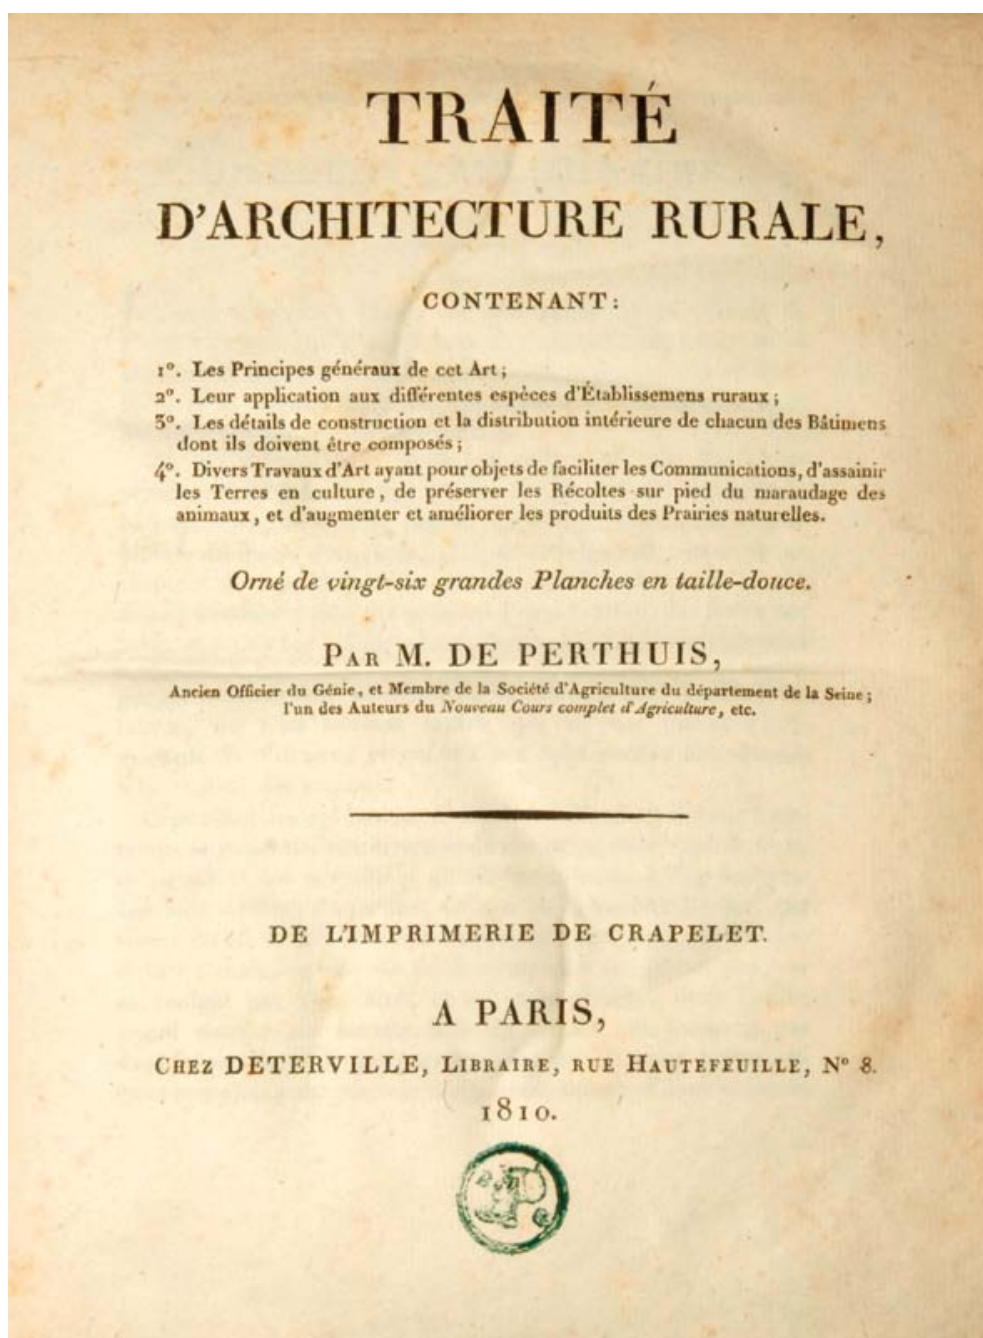 TRAITÉ
D'ARCHITECTURE RURALE,
CONTENANT:
1°. Les Principes généraux de cet Art;
2°. Leur application aux différentes espèces d'Établissemens ruraux;
3°. Les détails de construction et la distribution intérieure de chacun des Bâtimens
dont ils doivent être composés;
4°. Divers Travaux d'Art ayant pour objets de faciliter les Communications, d'assainir
les Terres en culture, de préserver les Récoltes sur pied du maraudage des
animaux, et d'augmenter et améliorer les produits des Prairies naturelles.
Orné de vingt-six grandes Planches en taille-douce.
PAR M. DE PERTHUIS,
Ancien Officier du Génie, et Membre de la Société d'Agriculture du département de la Seine;
l'un des Auteurs du Nouveau Cours complet d'Agriculture, etc.
DE L'IMPRIMERIE DE CRAPELET.
A PARIS,
CHEZ DETERVILLE, LIBRAIRE, RUE HAUTEFEUILLE, N° 8.
1810.